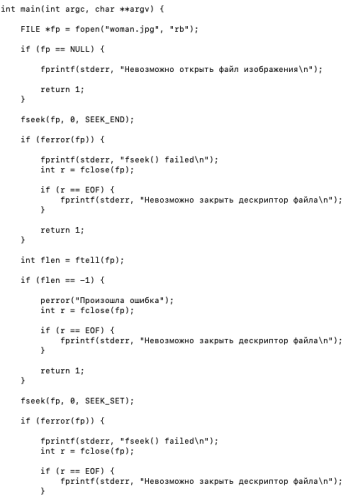 int main(int argc, char **argv) {
FILE *fp = fopen("woman.jpg", "rb");
if (fp == NULL) {
fprintf(stderr, "Невозможно открыть файл изображения\n");
return 1;
}
fseek(fp, 0, SEEK_END);
if (ferror(fp)) {
fprintf(stderr, "fseek() failed\n");
int r = fclose(fp);
if (r == EOF) {
fprintf(stderr, "Невозможно закрыть дескриптор файла\n");
}
return 1;
}
int flen = ftell(fp);
if (flen == -1) {
perror("Произошла ошибка");
int r = fclose(fp);
if (r == EOF) {
fprintf(stderr, "Невозможно закрыть дескриптор файла\n");
}
return 1;
}
fseek(fp, 0, SEEK_SET);
if (ferror(fp)) {
fprintf(stderr, "fseek() failed\n");
int r = fclose(fp);
if (r == EOF) {
fprintf(stderr, "Невозможно закрыть дескриптор файла\n");
}